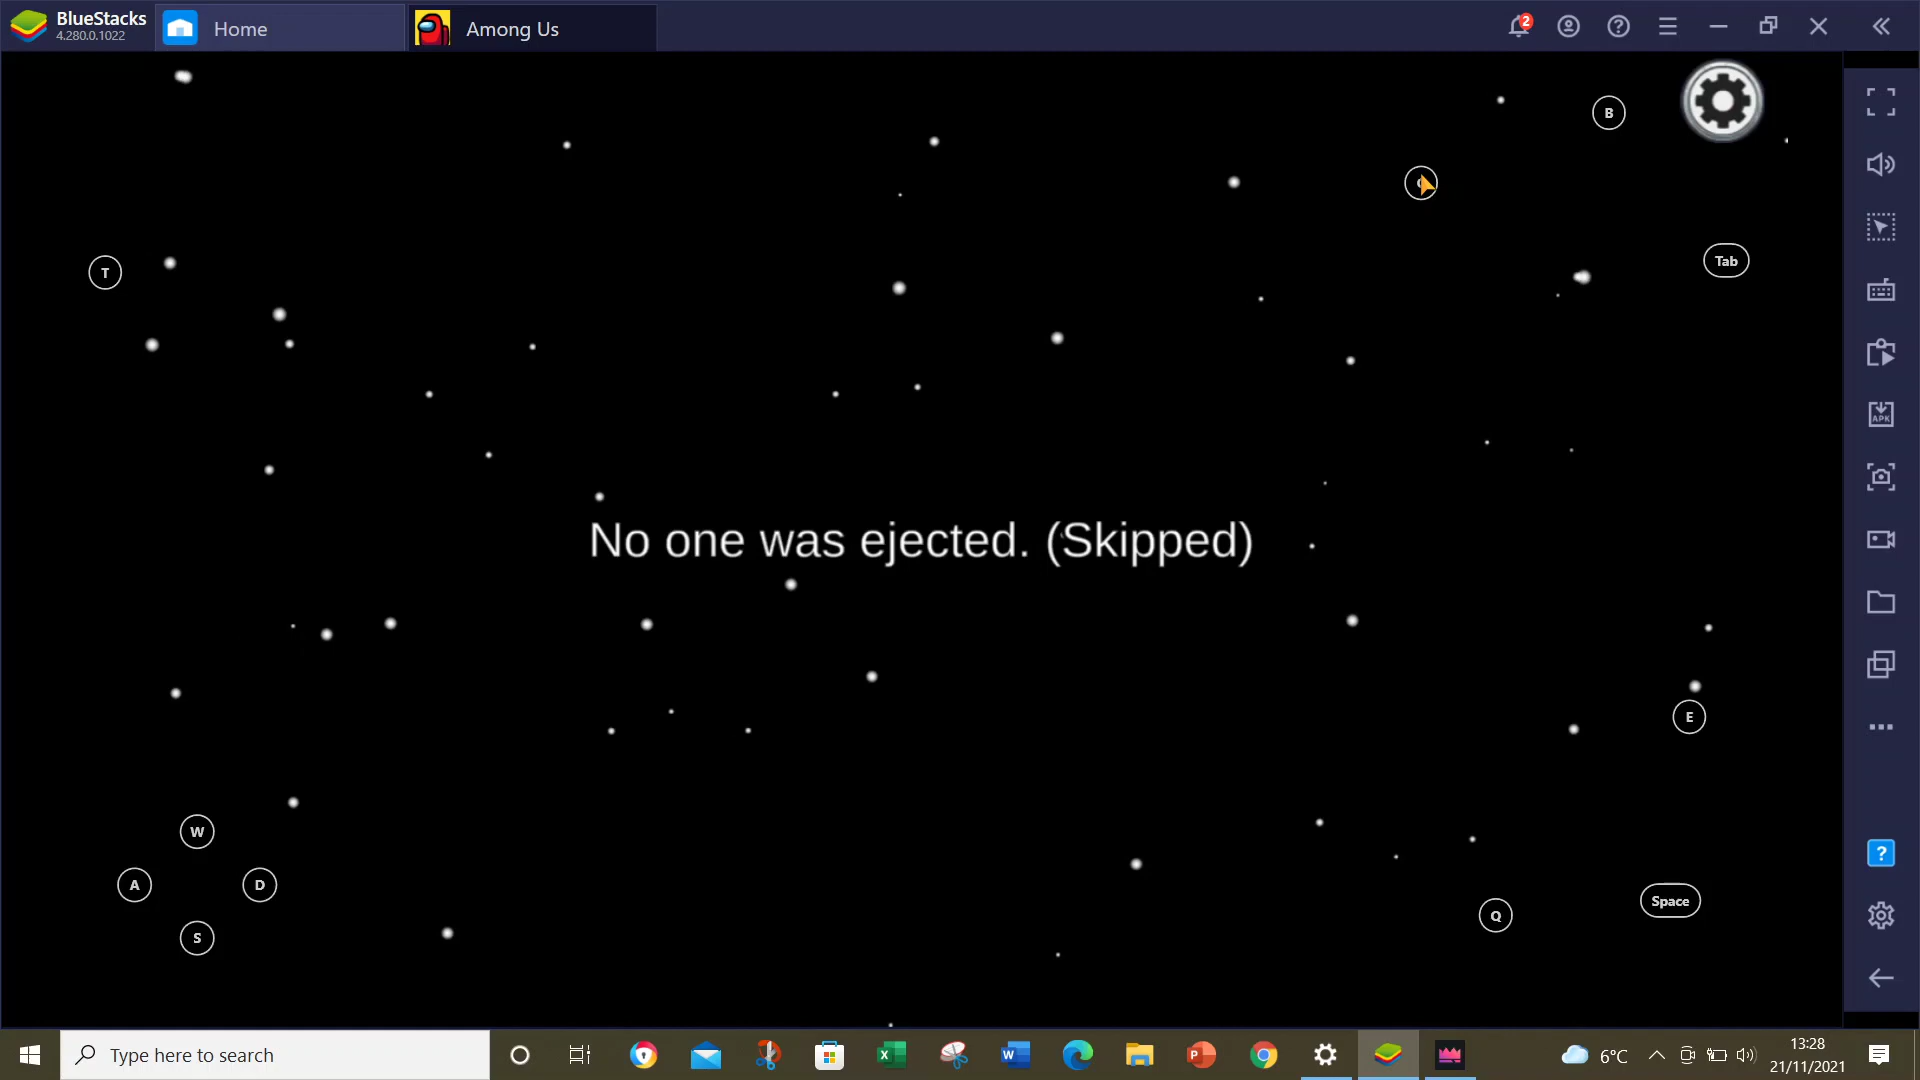 BlueStacks
4.280.0.1022
Home
Among Us
2
B
T
Tab
No one was ejected. (Skipped)
E
W
A
D
S
Q
Space
APK
?
Type here to search
6°C
13:28
21/11/2021